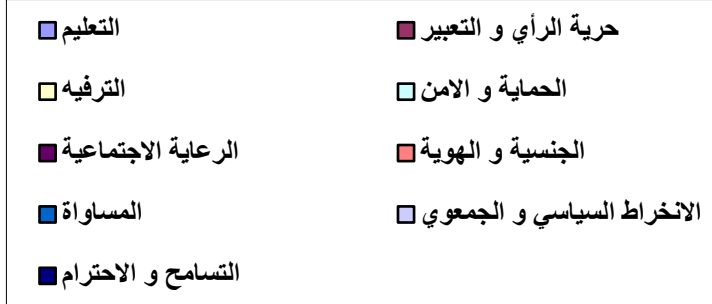 التعليم
حرية الرأي و التعبير
الترفيه
الحماية و الامن
الرعاية الاجتماعية
الجنسية و الهوية
المساواة
الانخراط السياسي و الجمعوي
التسامح و الاحترام